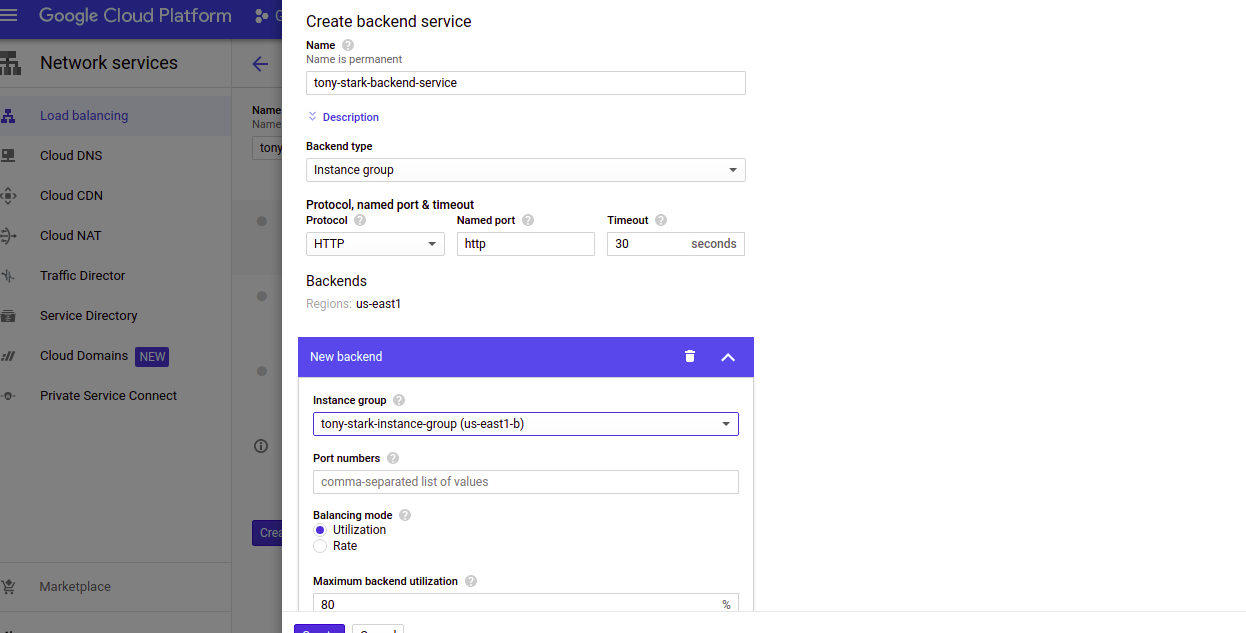 Google Cloud Platform
G
Create backend service
Name
Name is permanent
tony-stark-backend-service
Description
Backend type
Instance group
Protocol, named port & timeout
Protocol
Named port
Timeout
HTTP
http
30 seconds
Backends
Regions: us-east1
New backend
Instance group
tony-stark-instance-group (us-east1-b)
Port numbers
comma-separated list of values
Balancing mode
Utilization
Rate
Maximum backend utilization
80 %
Network services
Load balancing
Cloud DNS
Cloud CDN
Cloud NAT
Traffic Director
Service Directory
Cloud Domains NEW
Private Service Connect
Marketplace
Name
Name
tony
Crea